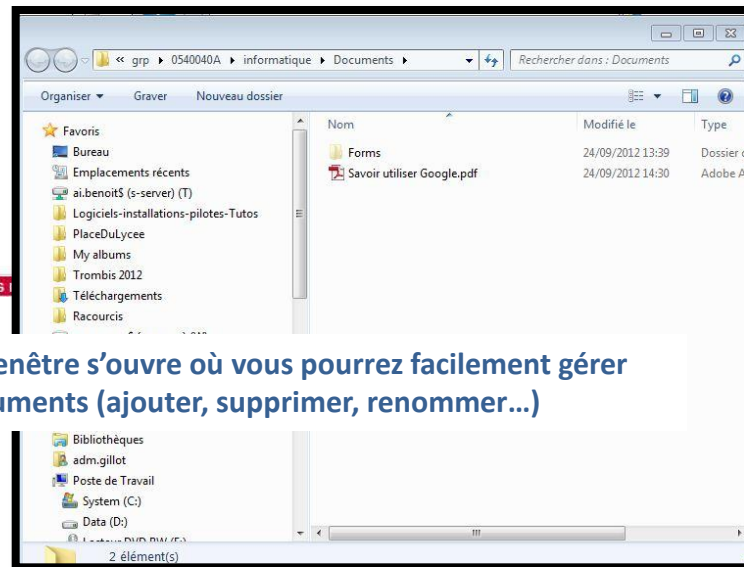 « grp ▸ 0540040A ▸ informatique ▸ Documents ▸
Rechercher dans : Documents
Organiser Graver Nouveau dossier
Nom Modifié le Type
Favoris
Bureau
Emplacements récents
ai.benoit$ (s-server) (T)
Logiciels-installations-pilotes-Tutos
PlaceDuLycee
My albums
Trombis 2012
Téléchargements
Racourcis
Forms 24/09/2012 13:39 Dossier
Savoir utiliser Google.pdf 24/09/2012 14:30 Adobe A
enêtre s’ouvre où vous pourrez facilement gérer
uments (ajouter, supprimer, renommer…)
Bibliothèques
adm.gillot
Poste de Travail
System (C:)
Data (D:)
2 élément(s)